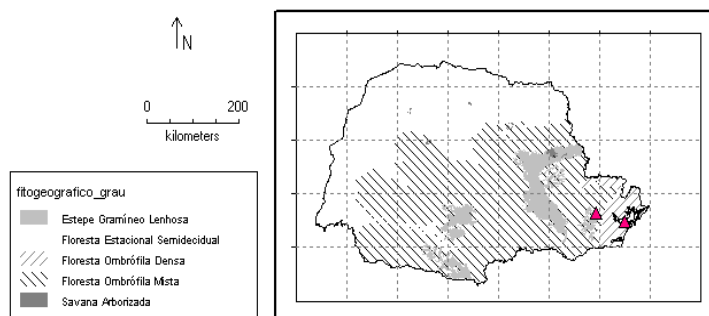 N
0 200
kilometers
fitogeografico_grau
Estepe Gramíneo Lenhosa
Floresta Estacional Semidecidual
Floresta Ombrófila Densa
Floresta Ombrófila Mista
Savana Arborizada